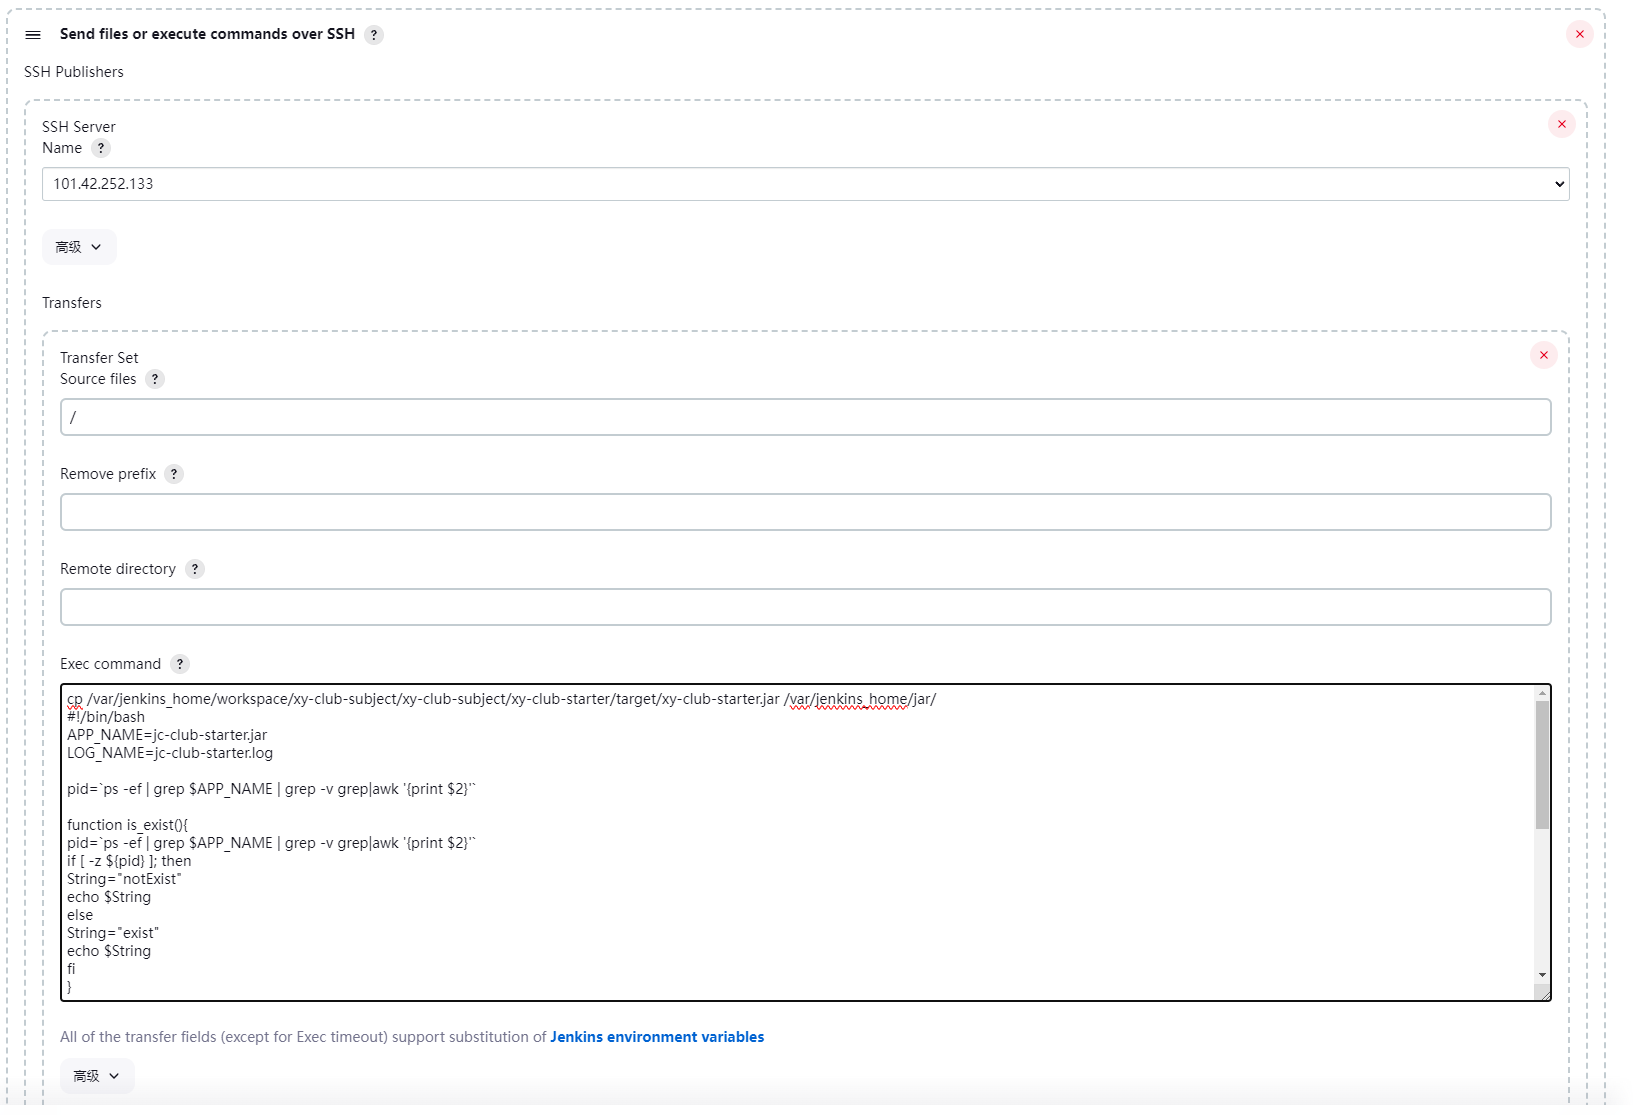 Send files or execute commands over SSH ?
SSH Publishers
SSH Server
Name ?
101.42.252.133
高级
Transfers
Transfer Set
Source files ?
/
Remove prefix ?
Remote directory ?
Exec command ?
cp /var/jenkins_home/workspace/xy-club-subject/xy-club-subject/xy-club-starter/target/xy-club-starter.jar /var/jenkins_home/jar/
#!/bin/bash
APP_NAME=jc-club-starter.jar
LOG_NAME=jc-club-starter.log
pid=`ps -ef | grep $APP_NAME | grep -v grep|awk '{print $2}'`
function is_exist(){
pid=`ps -ef | grep $APP_NAME | grep -v grep|awk '{print $2}'`
if [ -z ${pid} ]; then
String="notExist"
echo $String
else
String="exist"
echo $String
fi
}
All of the transfer fields (except for Exec timeout) support substitution of Jenkins environment variables
高级